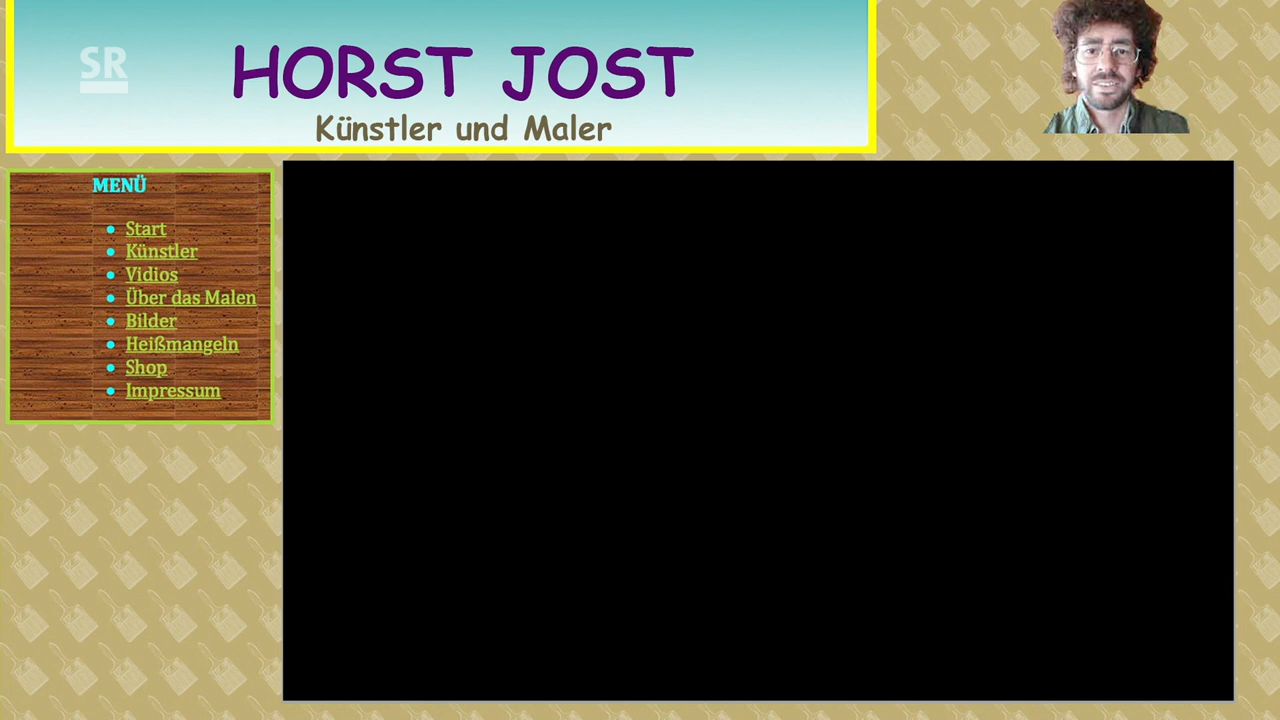 SR
HORST JOST
Künstler und Maler
MENÜ
Start
Künstler
Vidios
Über das Malen
Bilder
Heißmangeln
Shop
Impressum